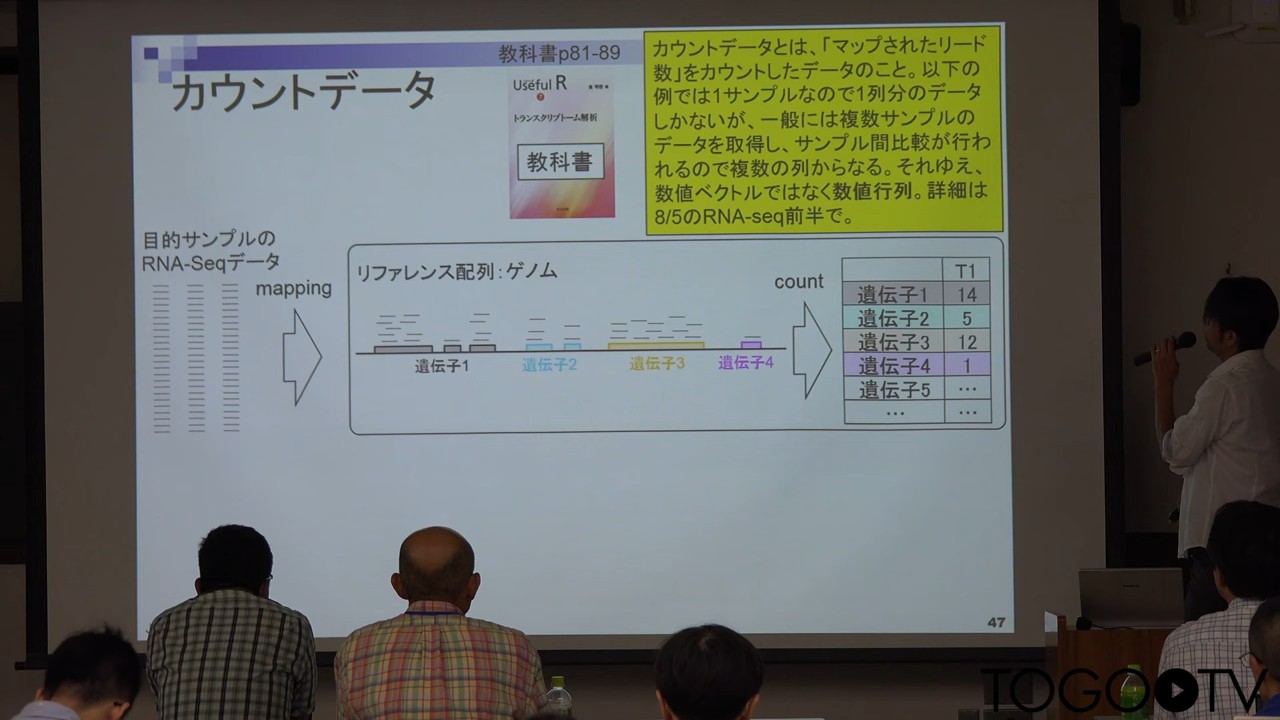 教科書p81-89
カウントデータ
Useful R
トランスクリプトーム解析
教科書
カウントデータとは、「マップされたリード
数」をカウントしたデータのこと。以下の
例では1サンプルなので1列分のデータ
しかないが、一般には複数サンプルの
データを取得し、サンプル間比較が行わ
れるので複数の列からなる。それゆえ、
数値ベクトルではなく数値行列。詳細は
8/5のRNA-seq前半で。
目的サンプルの
RNA-Seqデータ
mapping
リファレンス配列：ゲノム
遺伝子1 遺伝子2 遺伝子3 遺伝子4
count
T1
遺伝子1 14
遺伝子2 5
遺伝子3 12
遺伝子4 1
遺伝子5 …
… …
47
TOGO TV